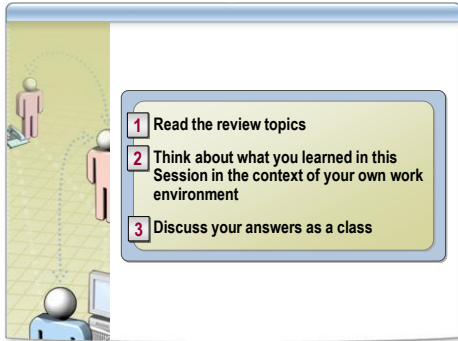 1 Read the review topics
2 Think about what you learned in this
Session in the context of your own work
environment
3 Discuss your answers as a class